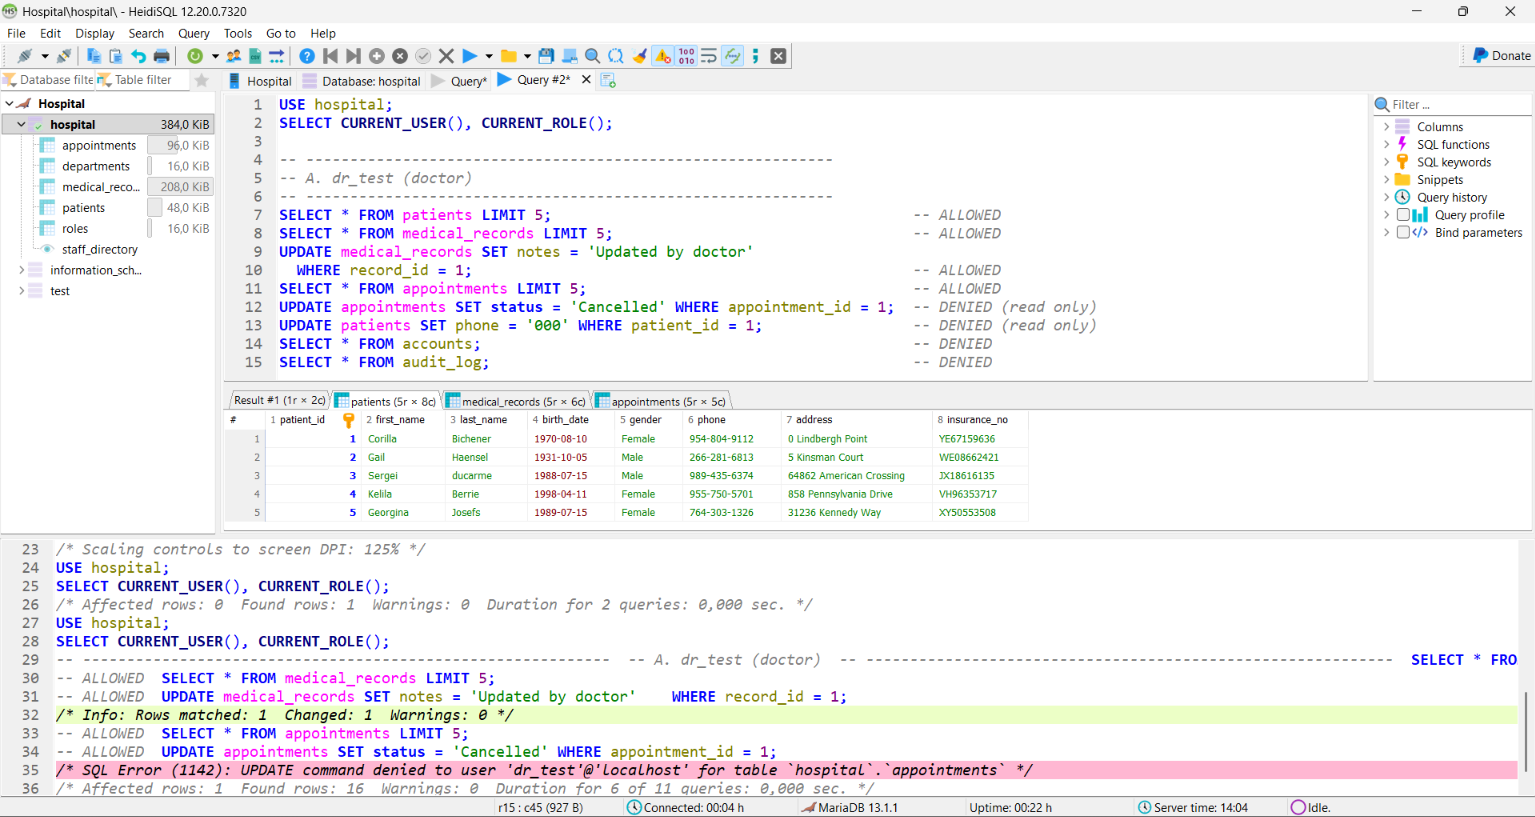 Hospital\hospital\ - HeidiSQL 12.20.0.7320
File Edit Display Search Query Tools Go to Help
Donate
Database filte Table filter
Hospital Database: hospital Query* Query #2*
Hospital
hospital 384,0 KiB
appointments 96,0 KiB
departments 16,0 KiB
medical_reco... 208,0 KiB
patients 48,0 KiB
roles 16,0 KiB
staff_directory
information_sch...
test
1 USE hospital;
2 SELECT CURRENT_USER(), CURRENT_ROLE();
3
4 -- ------------------------------------------------------------
5 -- A. dr_test (doctor)
6 -- ------------------------------------------------------------
7 SELECT * FROM patients LIMIT 5; -- ALLOWED
8 SELECT * FROM medical_records LIMIT 5; -- ALLOWED
9 UPDATE medical_records SET notes = 'Updated by doctor'
10 WHERE record_id = 1; -- ALLOWED
11 SELECT * FROM appointments LIMIT 5; -- ALLOWED
12 UPDATE appointments SET status = 'Cancelled' WHERE appointment_id = 1; -- DENIED (read only)
13 UPDATE patients SET phone = '000' WHERE patient_id = 1; -- DENIED (read only)
14 SELECT * FROM accounts; -- DENIED
15 SELECT * FROM audit_log; -- DENIED
Filter ...
Columns
SQL functions
SQL keywords
Snippets
Query history
Query profile
Bind parameters
Result #1 (1r × 2c) patients (5r × 8c) medical_records (5r × 6c) appointments (5r × 5c)
# 1 patient_id 2 first_name 3 last_name 4 birth_date 5 gender 6 phone 7 address 8 insurance_no
1 1 Corilla Bichener 1970-08-10 Female 954-804-9112 0 Lindbergh Point YE67159636
2 2 Gail Haensel 1931-10-05 Male 266-281-6813 5 Kinsman Court WE08662421
3 3 Sergei ducarme 1988-07-15 Male 989-435-6374 64862 American Crossing JX18616135
4 4 Kelila Berrie 1998-04-11 Female 955-750-5701 858 Pennsylvania Drive VH96353717
5 5 Georgina Josefs 1989-07-15 Female 764-303-1326 31236 Kennedy Way XY50553508
23 /* Scaling controls to screen DPI: 125% */
24 USE hospital;
25 SELECT CURRENT_USER(), CURRENT_ROLE();
26 /* Affected rows: 0 Found rows: 1 Warnings: 0 Duration for 2 queries: 0,000 sec. */
27 USE hospital;
28 SELECT CURRENT_USER(), CURRENT_ROLE();
29 -- ------------------------------------------------------------ -- A. dr_test (doctor) -- ------------------------------------------------------------ SELECT * FRO
30 -- ALLOWED SELECT * FROM medical_records LIMIT 5;
31 -- ALLOWED UPDATE medical_records SET notes = 'Updated by doctor' WHERE record_id = 1;
32 /* Info: Rows matched: 1 Changed: 1 Warnings: 0 */
33 -- ALLOWED SELECT * FROM appointments LIMIT 5;
34 -- ALLOWED UPDATE appointments SET status = 'Cancelled' WHERE appointment_id = 1;
35 /* SQL Error (1142): UPDATE command denied to user 'dr_test'@'localhost' for table `hospital`.`appointments` */
36 /* Affected rows: 1 Found rows: 16 Warnings: 0 Duration for 6 of 11 queries: 0,000 sec. */
r15 : c45 (927 B) Connected: 00:04 h MariaDB 13.1.1 Uptime: 00:22 h Server time: 14:04 Idle.